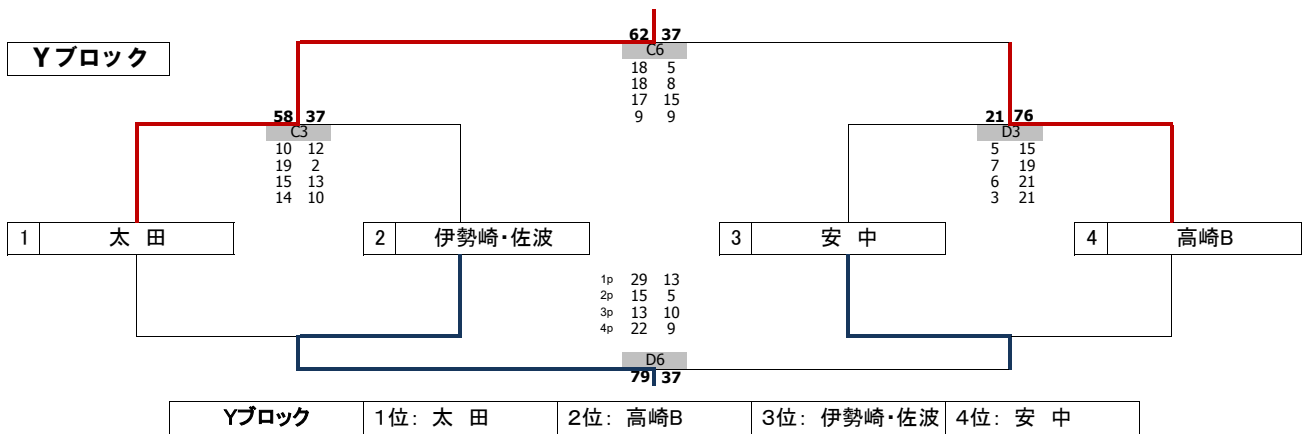 Yブロック
62 37
C6
18 5
18 8
17 15
9 9
58 37
C3
10 12
19 2
15 13
14 10
21 76
D3
5 15
7 19
6 21
3 21
1 太 田
2 伊勢崎・佐波
3 安 中
4 高崎B
1p 29 13
2p 15 5
3p 13 10
4p 22 9
D6
79 37
Yブロック 1位: 太 田 2位: 高崎B 3位: 伊勢崎・佐波 4位: 安 中